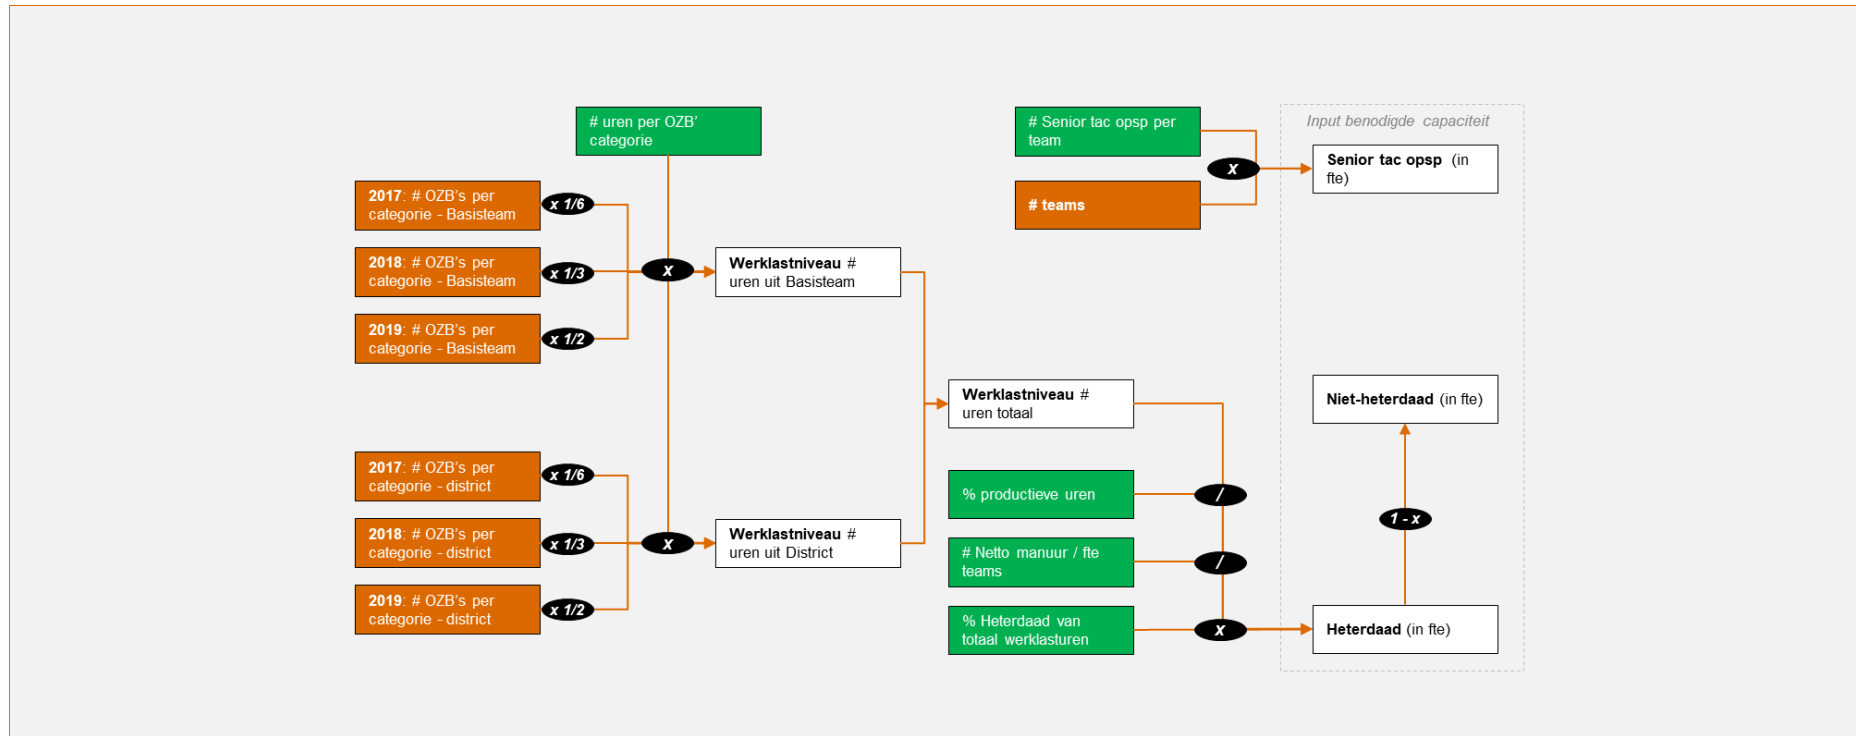 # uren per OZB'
categorie
# Senior tac opsp per
team
Input benodigde capaciteit
Senior tac opsp (in
fte)
x
# teams
2017: # OZB's per
categorie - Basisteam
x 1/6
2018: # OZB's per
categorie - Basisteam
x 1/3
x
Werklastniveau #
uren uit Basisteam
2019: # OZB's per
categorie - Basisteam
x 1/2
Werklastniveau #
uren totaal
Niet-heterdaad (in fte)
2017: # OZB's per
categorie - district
x 1/6
% productieve uren
/
2018: # OZB's per
categorie - district
x 1/3
x
Werklastniveau #
uren uit District
1 - x
# Netto manuur / fte
teams
/
2019: # OZB's per
categorie - district
x 1/2
% Heterdaad van
totaal werklasturen
x
Heterdaad (in fte)